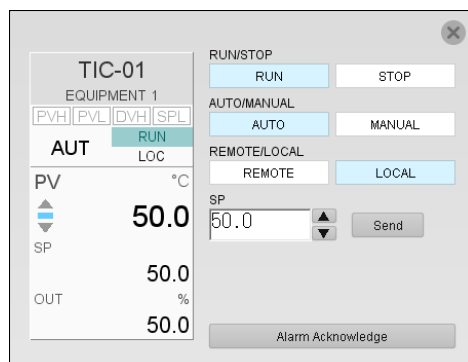 TIC-01
EQUIPMENT 1
PVH PVL DVH SPL
AUT
RUN
LOC
PV °C
50.0
SP
50.0
OUT %
50.0
RUN/STOP
RUN STOP
AUTO/MANUAL
AUTO MANUAL
REMOTE/LOCAL
REMOTE LOCAL
SP
50.0 Send
Alarm Acknowledge